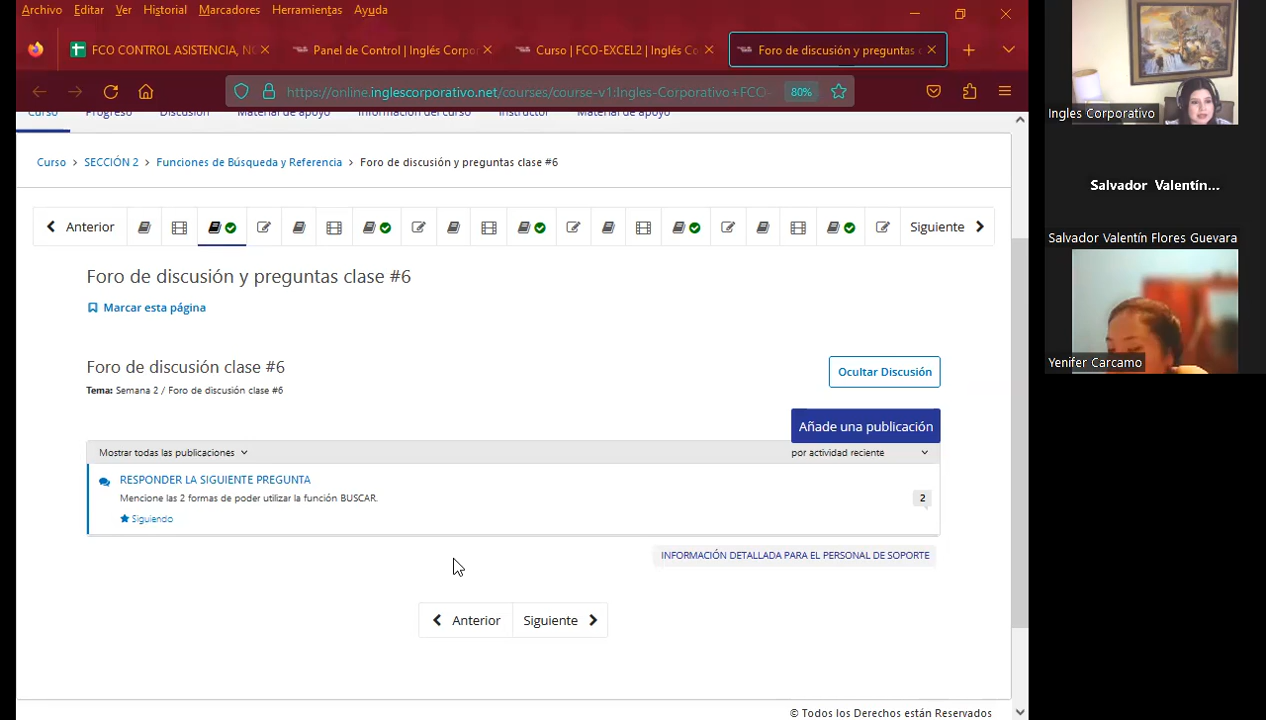 Archivo Editar Ver Historial Marcadores Herramientas Ayuda
FCO CONTROL ASISTENCIA, NO
Panel de Control | Inglés Corpor
Curso | FCO-EXCEL2 | Inglés Co
Foro de discusión y preguntas c
https://online.inglescorporativo.net/courses/course-v1:Ingles-Corporativo+FCO-
80%
Curso Progreso Discusión Material de apoyo Información del curso Instructor Material de apoyo
Curso > SECCIÓN 2 > Funciones de Búsqueda y Referencia > Foro de discusión y preguntas clase #6
Anterior
Siguiente
Foro de discusión y preguntas clase #6
Marcar esta página
Foro de discusión clase #6
Tema: Semana 2 / Foro de discusión clase #6
Ocultar Discusión
Añade una publicación
Mostrar todas las publicaciones
por actividad reciente
RESPONDER LA SIGUIENTE PREGUNTA
Mencione las 2 formas de poder utilizar la función BUSCAR.
2
Siguiendo
INFORMACIÓN DETALLADA PARA EL PERSONAL DE SOPORTE
Anterior
Siguiente
© Todos los Derechos están Reservados
Ingles Corporativo
Salvador Valentín...
Salvador Valentín Flores Guevara
Yenifer Carcamo